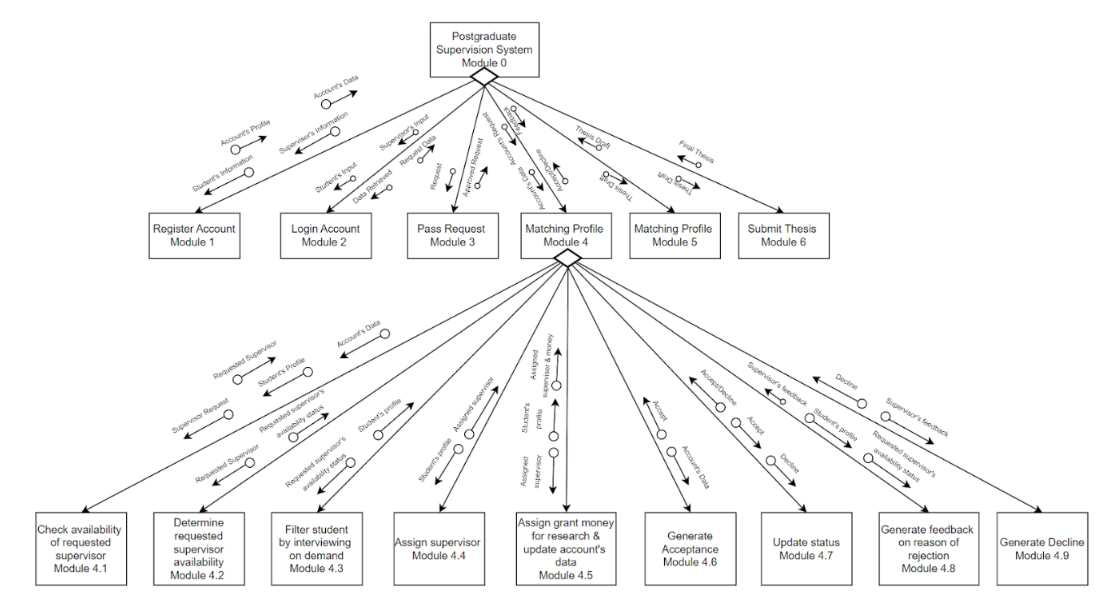 Postgraduate
Supervision System
Module 0
Account's Data
Account's Profile
Supervisor's Information
Student's Information
Supervisor's Input
Request Data
Student's Input
Data Retrieved
Request
Approved Request
Feedback
Account's Request
Accept/Decline
Account's Data
Thesis Draft
Thesis Draft
Final Thesis
Thesis Draft
Register Account
Module 1
Login Account
Module 2
Pass Request
Module 3
Matching Profile
Module 4
Matching Profile
Module 5
Submit Thesis
Module 6
Account's Data
Requested Supervisor
Student's Profile
Supervisor Request
Requested supervisor's
availability status
Requested Supervisor
Student's profile
Requested supervisor's
availability status
Assigned supervisor
Student's profile
Assigned
supervisor & money
Student's
profile
Assigned
supervisor
Accept
Account's Data
Accept/Decline
Accept
Decline
Supervisor's feedback
Student's profile
Requested supervisor's
availability status
Decline
Supervisor's feedback
Check availability
of requested
supervisor
Module 4.1
Determine
requested
supervisor
availability
Module 4.2
Filter student
by interviewing
on demand
Module 4.3
Assign supervisor
Module 4.4
Assign grant money
for research &
update account's
data
Module 4.5
Generate
Acceptance
Module 4.6
Update status
Module 4.7
Generate feedback
on reason of
rejection
Module 4.8
Generate Decline
Module 4.9